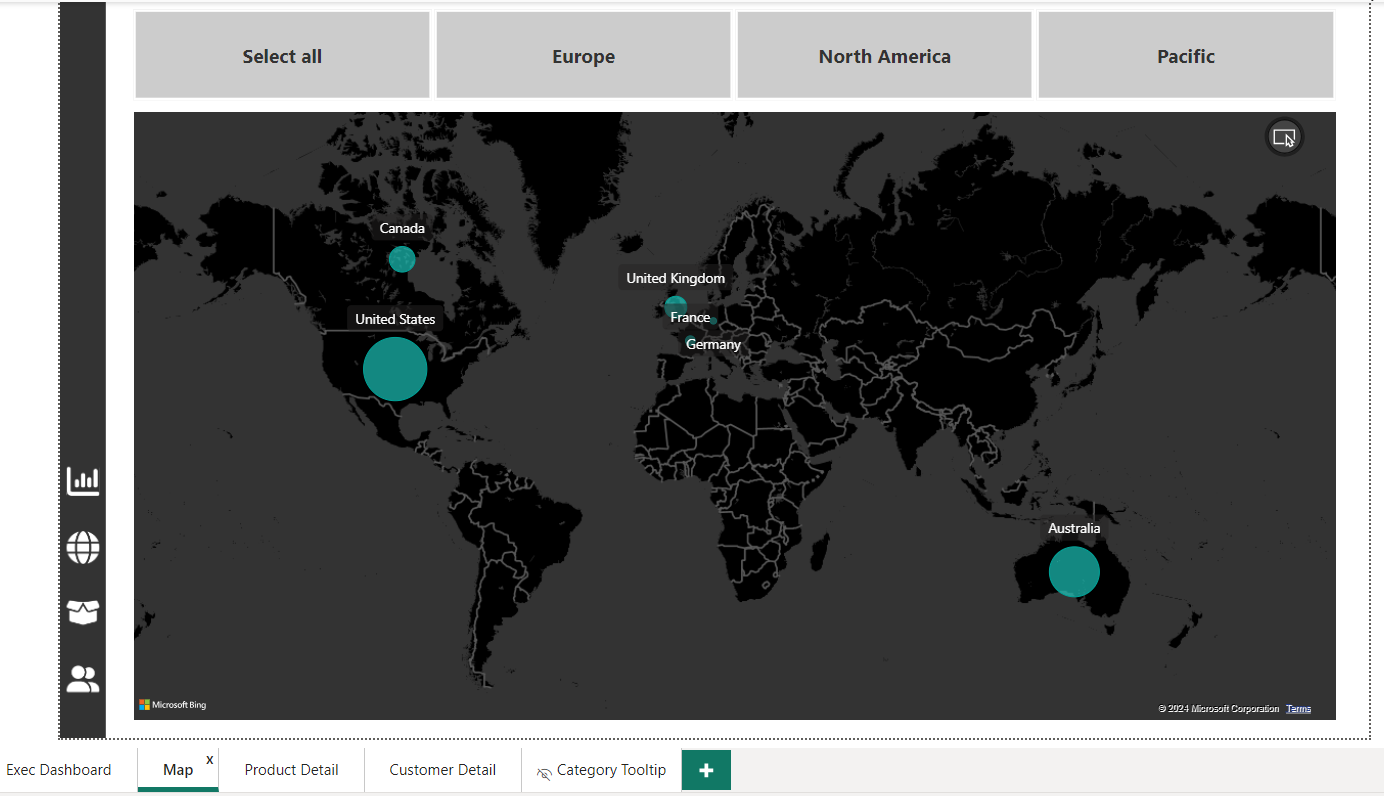 Select all
Europe
North America
Pacific
Canada
United Kingdom
United States
France
Germany
Australia
Microsoft Bing
© 2024 Microsoft Corporation Terms
Exec Dashboard
Map
x
Product Detail
Customer Detail
Category Tooltip